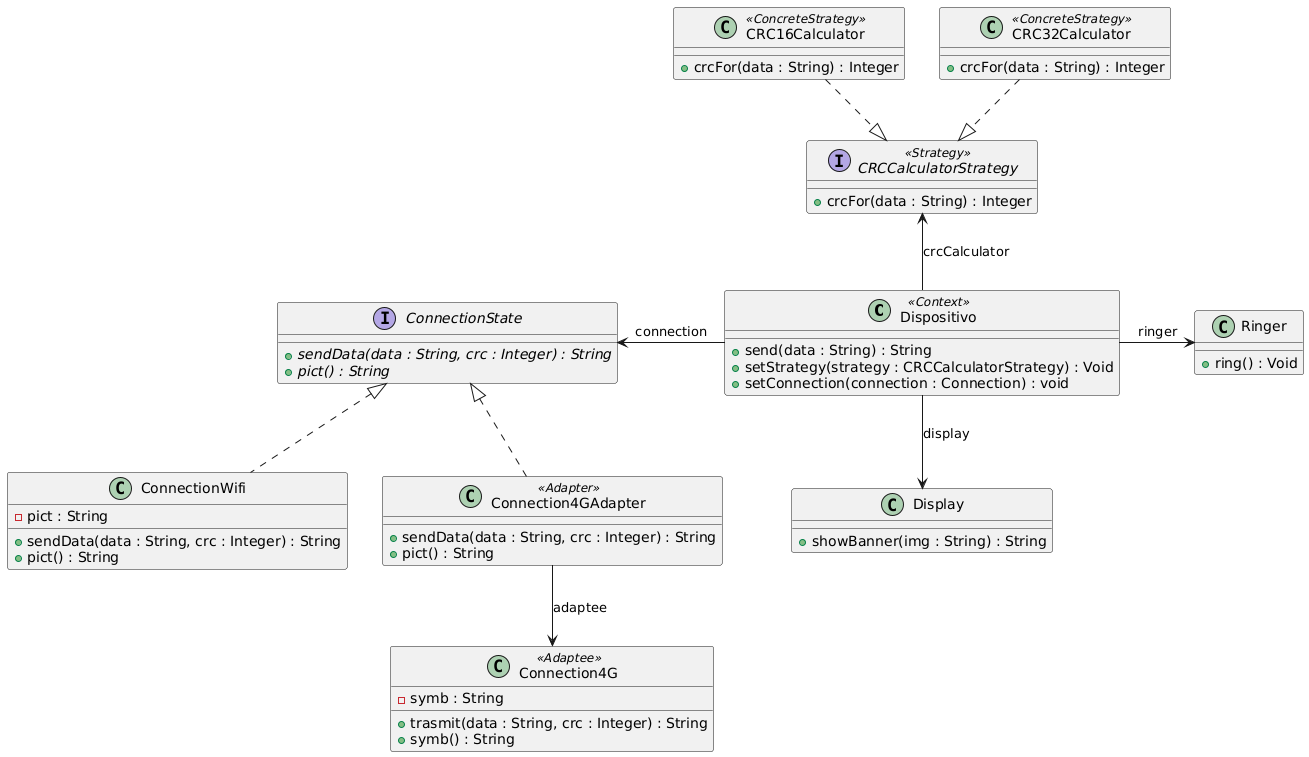 «ConcreteStrategy»
CRC16Calculator
crcFor(data : String) : Integer
«ConcreteStrategy»
CRC32Calculator
crcFor(data : String) : Integer
«Strategy»
CRCCalculatorStrategy
crcFor(data : String) : Integer
crcCalculator
ConnectionState
sendData(data : String, crc : Integer) : String
pict() : String
connection
«Context»
Dispositivo
send(data : String) : String
setStrategy(strategy : CRCCalculatorStrategy) : Void
setConnection(connection : Connection) : void
ringer
Ringer
ring() : Void
display
ConnectionWifi
pict : String
sendData(data : String, crc : Integer) : String
pict() : String
«Adapter»
Connection4GAdapter
sendData(data : String, crc : Integer) : String
pict() : String
Display
showBanner(img : String) : String
adaptee
«Adaptee»
Connection4G
symb : String
trasmit(data : String, crc : Integer) : String
symb() : String